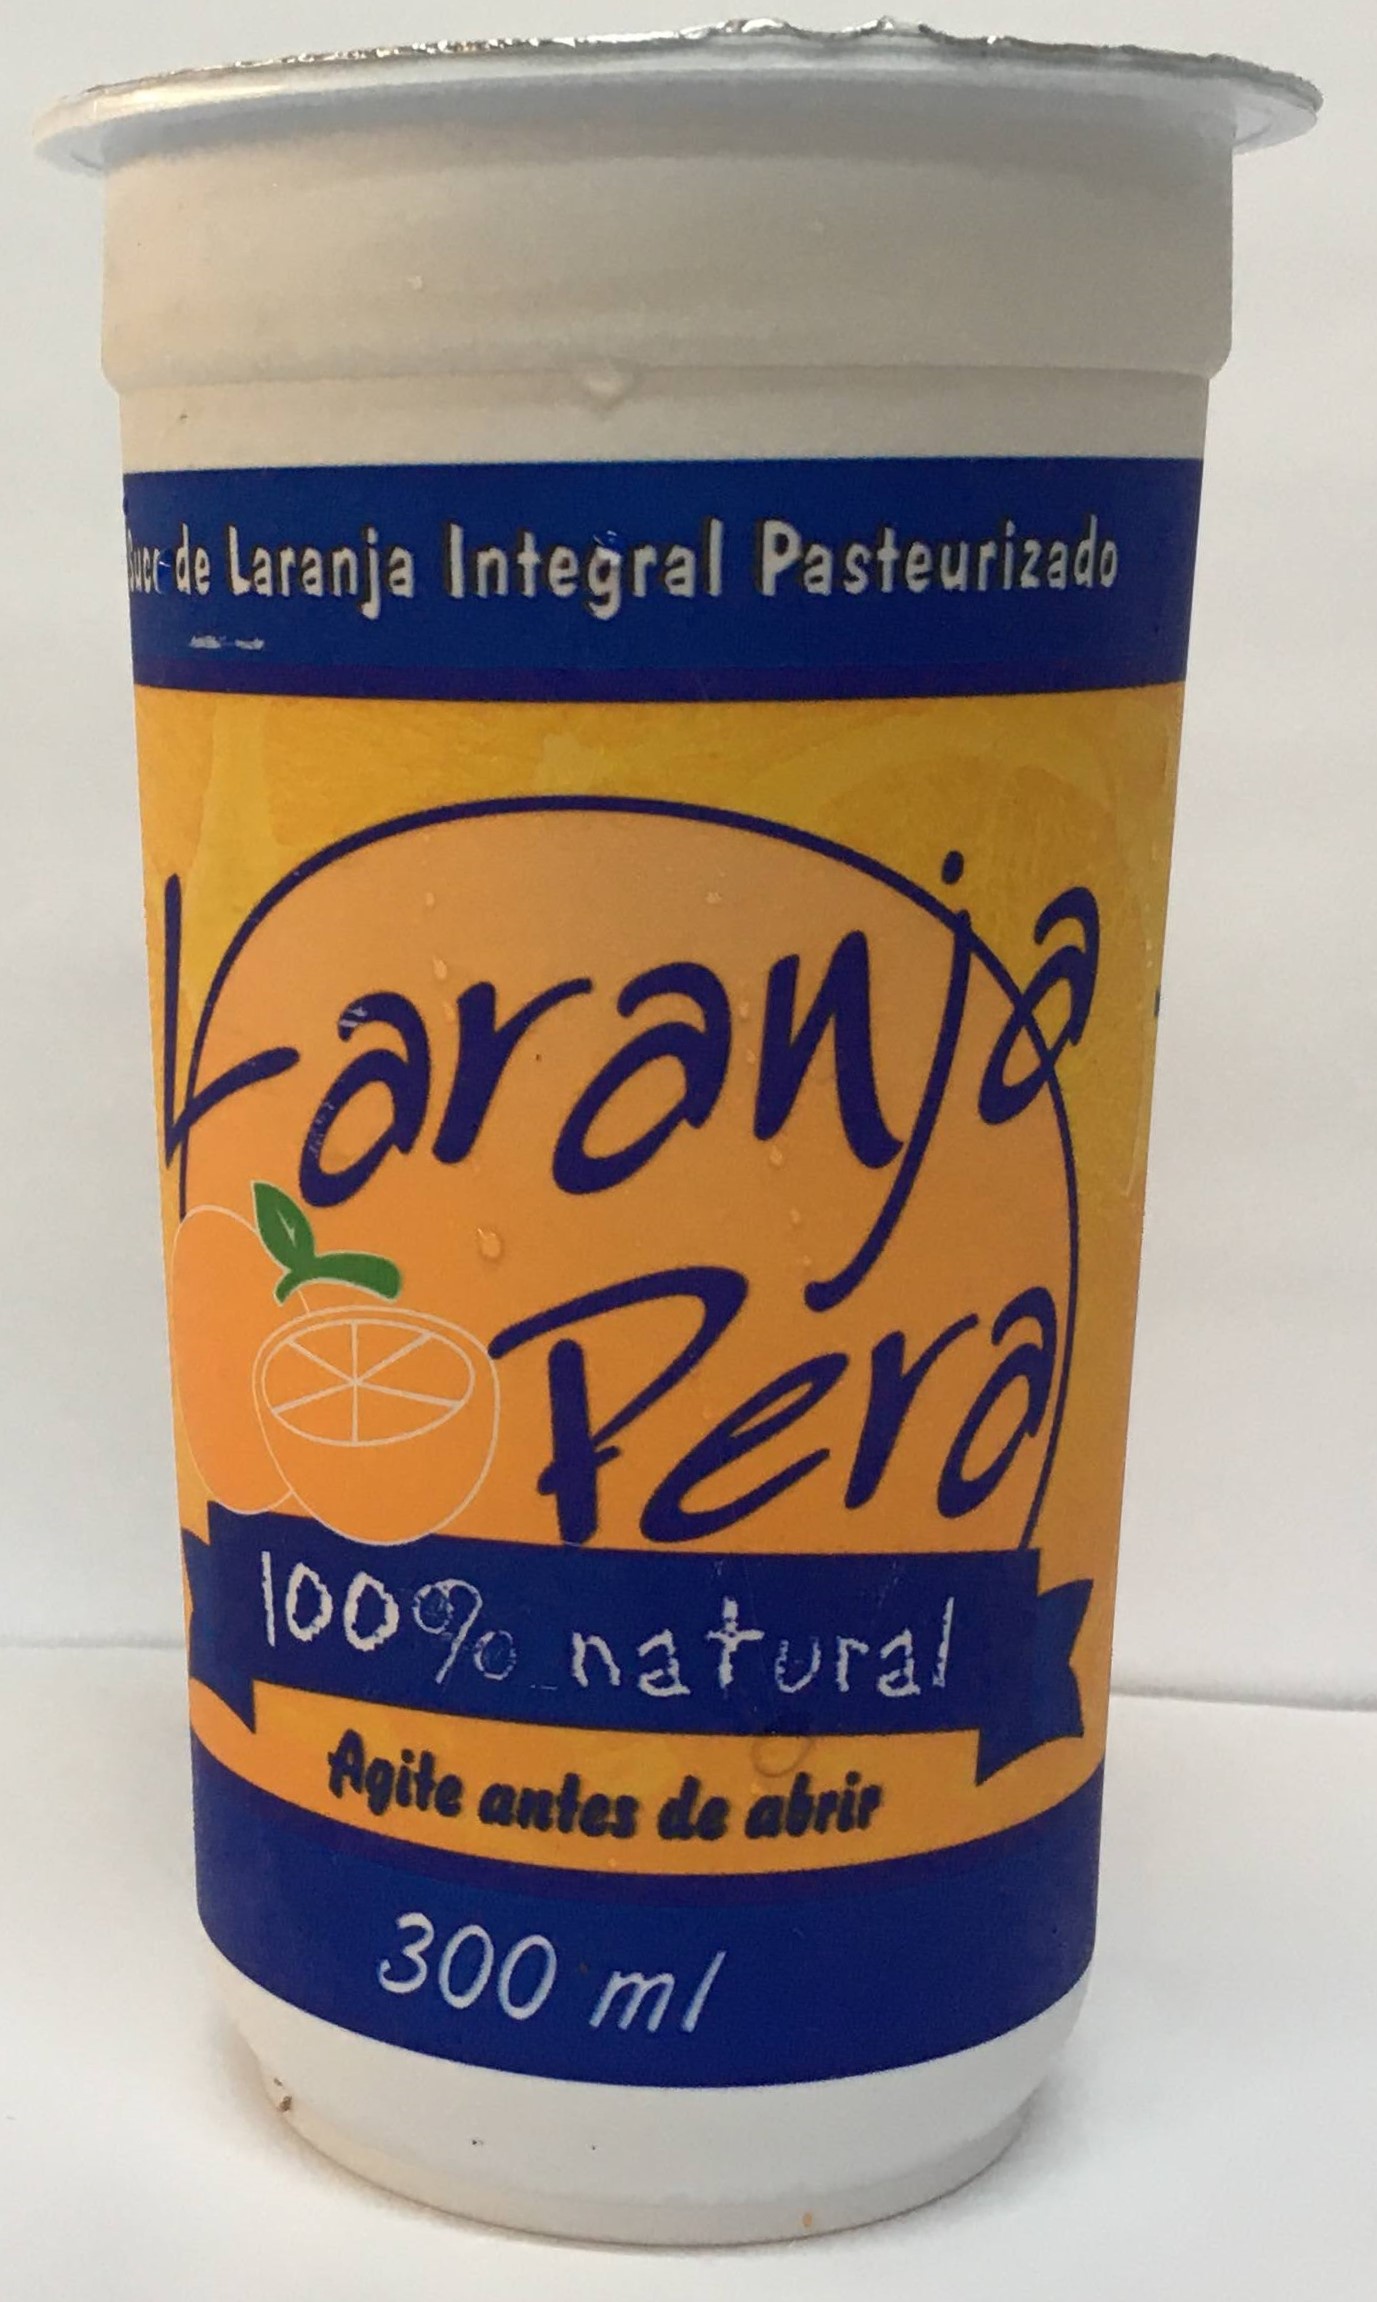 de Laranja Integral Pasteurizado
Laranja
Pera
100% natural
Agite antes de abrir
300 ml